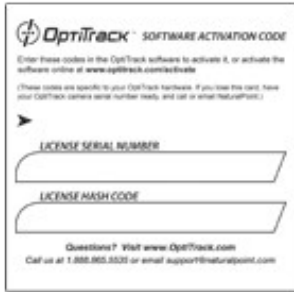 OptiTrack™ SOFTWARE ACTIVATION CODE
Enter these codes in the OptiTrack software to activate it, or activate the
software online at www.optitrack.com/activate
(These codes are specific to your OptiTrack hardware. If you lose this card, have
your OptiTrack camera serial number ready, and call or email NaturalPoint.)
LICENSE SERIAL NUMBER
LICENSE HASH CODE
Questions? Visit www.OptiTrack.com
Call us at 1.888.865.5535 or email support@naturalpoint.com